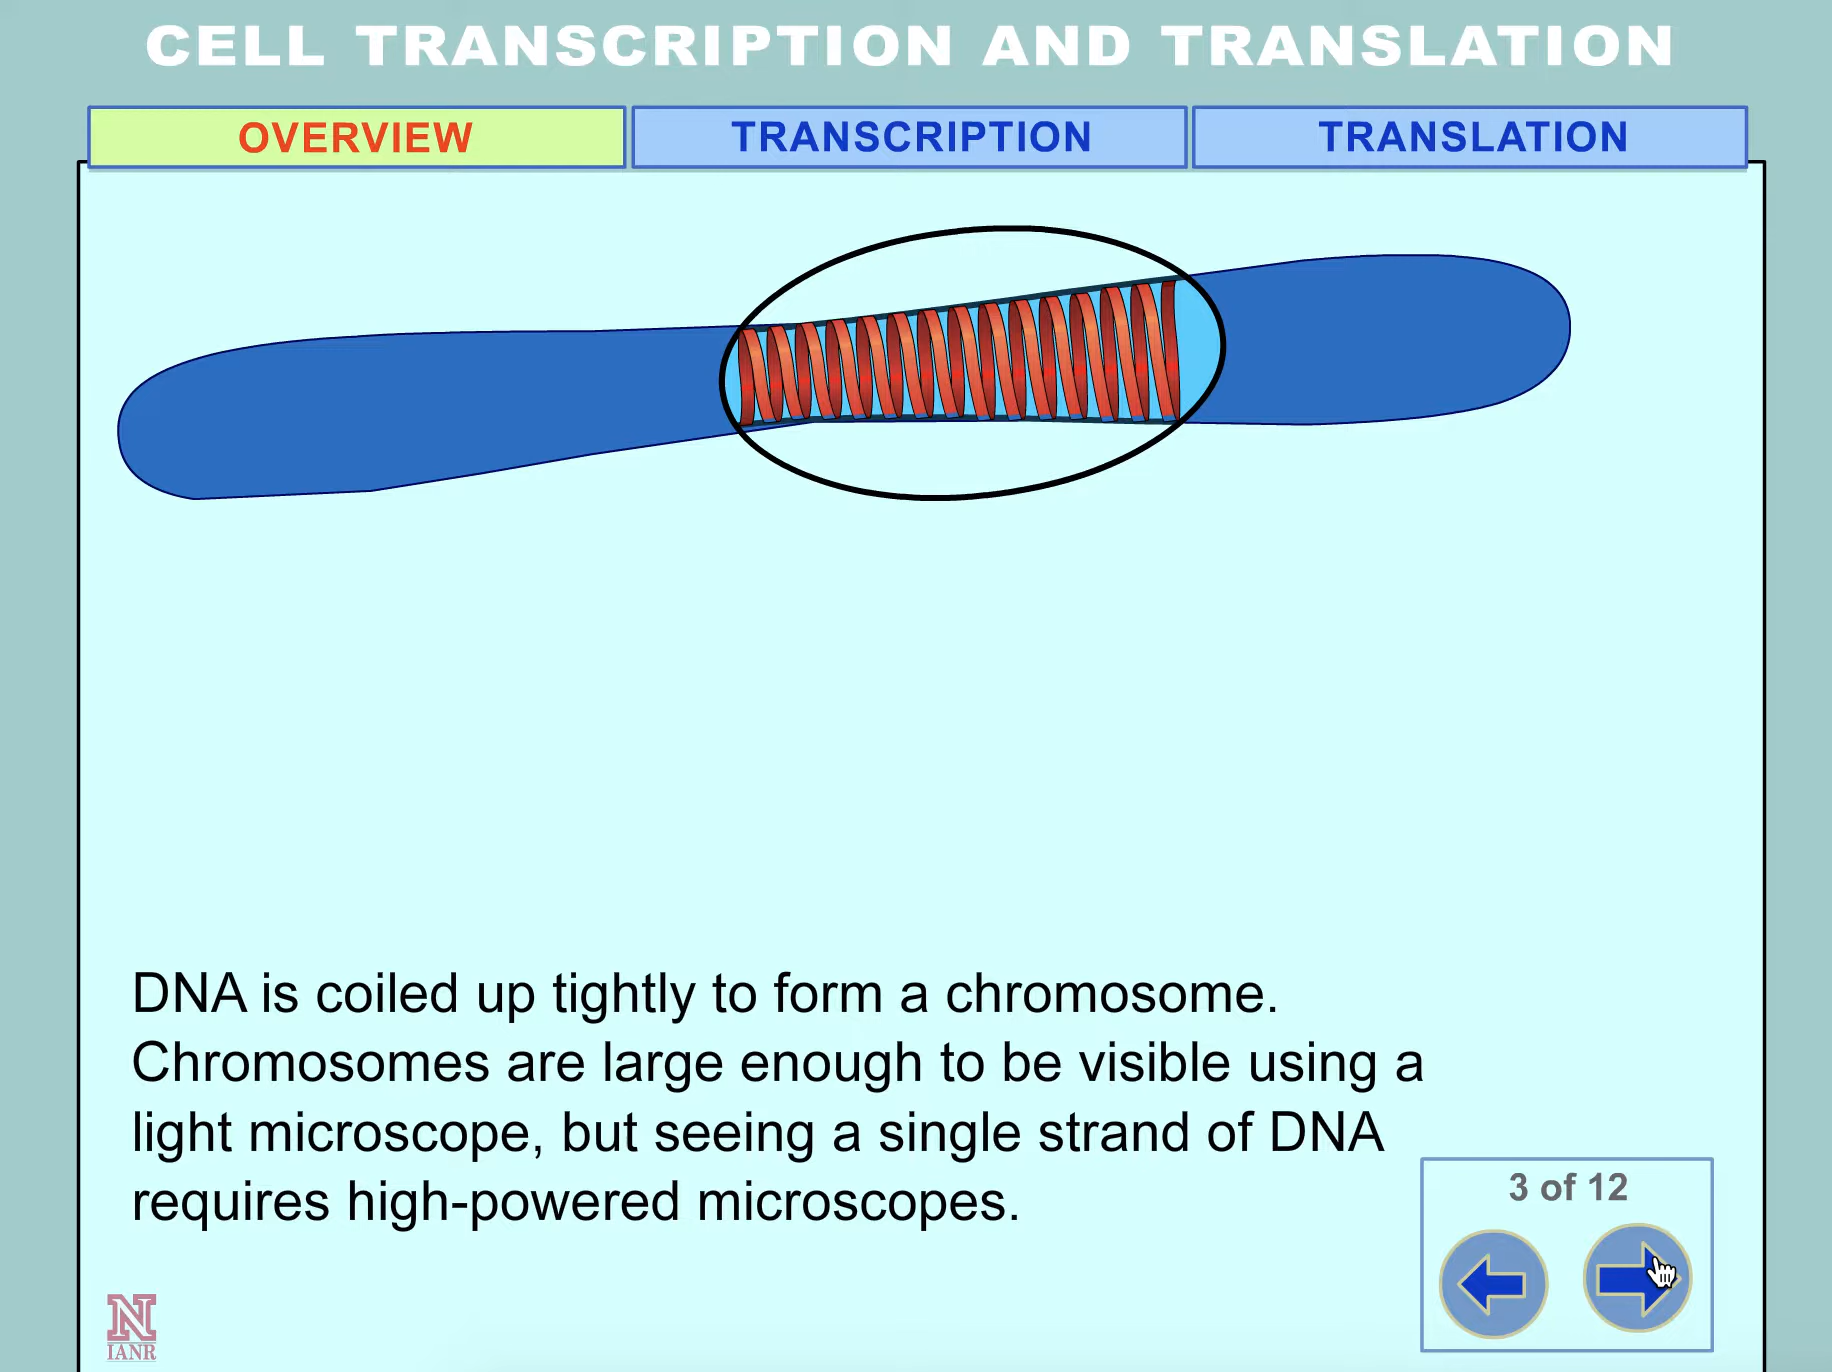 CELL TRANSCRIPTION AND TRANSLATION
OVERVIEW
TRANSCRIPTION
TRANSLATION
DNA is coiled up tightly to form a chromosome.
Chromosomes are large enough to be visible using a
light microscope, but seeing a single strand of DNA
requires high-powered microscopes.
3 of 12
N
IANR